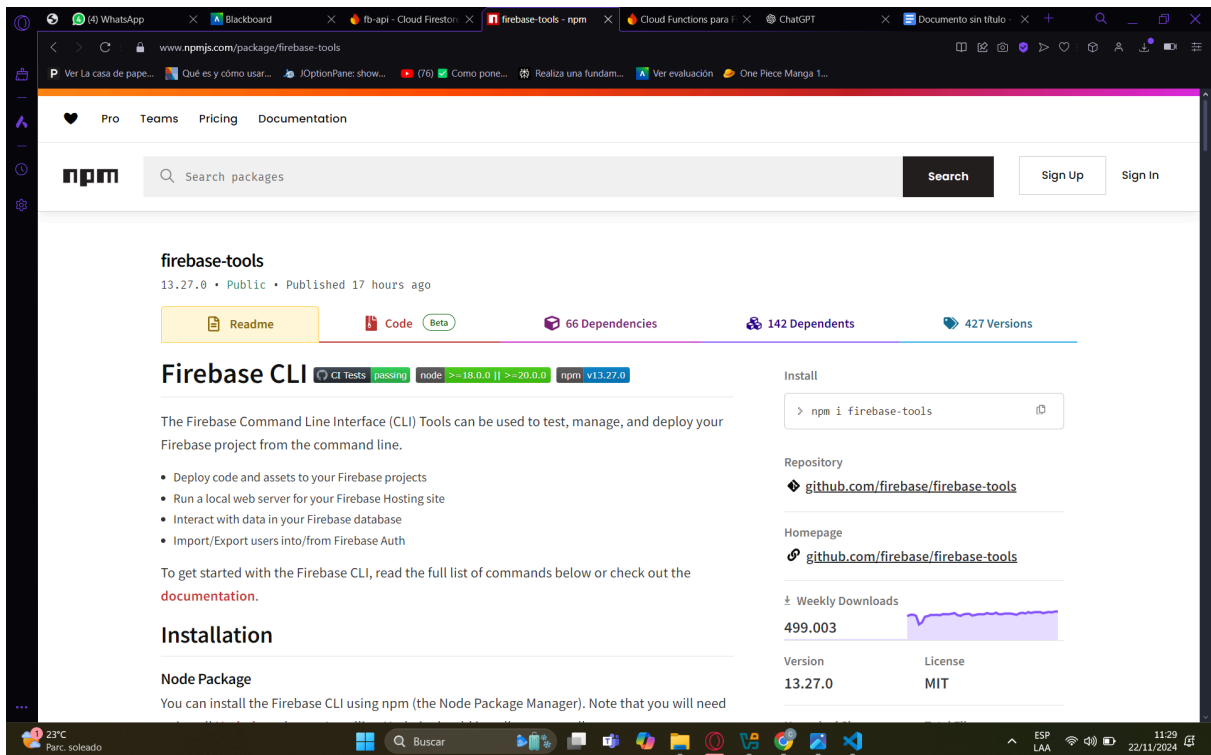 (4) WhatsApp
Blackboard
fb-api - Cloud Firestore
firebase-tools - npm
Cloud Functions para F
ChatGPT
Documento sin título -
www.npmjs.com/package/firebase-tools
Ver La casa de pape...
Qué es y cómo usar...
JOptionPane: show...
(76) ✅ Como pone...
Realiza una fundam...
Ver evaluación
One Piece Manga 1...
Pro Teams Pricing Documentation
npm
Search packages
Search
Sign Up
Sign In
firebase-tools
13.27.0 • Public • Published 17 hours ago
Readme
Code Beta
66 Dependencies
142 Dependents
427 Versions
Firebase CLI CI Tests passing node >=18.0.0 || >=20.0.0 npm v13.27.0
The Firebase Command Line Interface (CLI) Tools can be used to test, manage, and deploy your
Firebase project from the command line.
• Deploy code and assets to your Firebase projects
• Run a local web server for your Firebase Hosting site
• Interact with data in your Firebase database
• Import/Export users into/from Firebase Auth
To get started with the Firebase CLI, read the full list of commands below or check out the
documentation.
Installation
Node Package
You can install the Firebase CLI using npm (the Node Package Manager). Note that you will need
Install
> npm i firebase-tools
Repository
github.com/firebase/firebase-tools
Homepage
github.com/firebase/firebase-tools
Weekly Downloads
499.003
Version
13.27.0
License
MIT
1
23°C
Parc. soleado
Buscar
ESP
LAA
11:29
22/11/2024